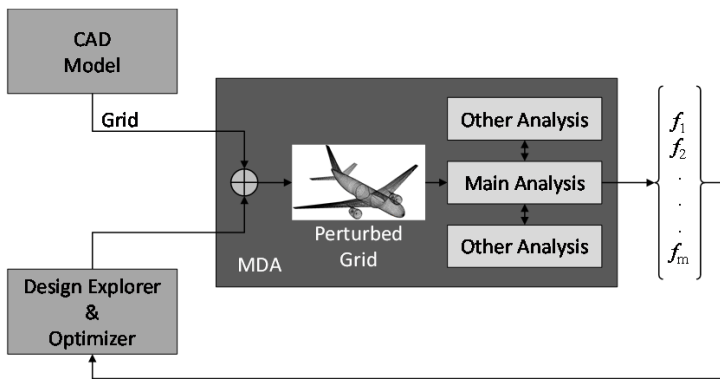 CAD
Model
Grid
Other Analysis
Main Analysis
Other Analysis
Perturbed
Grid
MDA
Design Explorer
&
Optimizer
f1
f2
.
.
.
fm